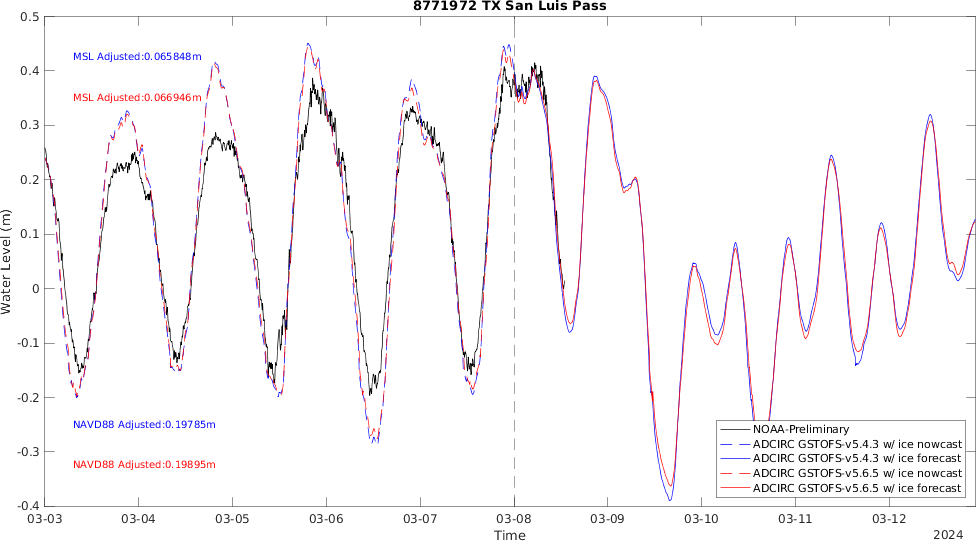 8771972 TX San Luis Pass
0.5
0.4
0.3
0.2
0.1
0
-0.1
-0.2
-0.3
-0.4
Water Level (m)
MSL Adjusted:0.065848m
MSL Adjusted:0.066946m
NAVD88 Adjusted:0.19785m
NAVD88 Adjusted:0.19895m
NOAA-Preliminary
ADCIRC GSTOFS-v5.4.3 w/ ice nowcast
ADCIRC GSTOFS-v5.4.3 w/ ice forecast
ADCIRC GSTOFS-v5.6.5 w/ ice nowcast
ADCIRC GSTOFS-v5.6.5 w/ ice forecast
03-03 03-04 03-05 03-06 03-07 03-08 03-09 03-10 03-11 03-12
Time
2024